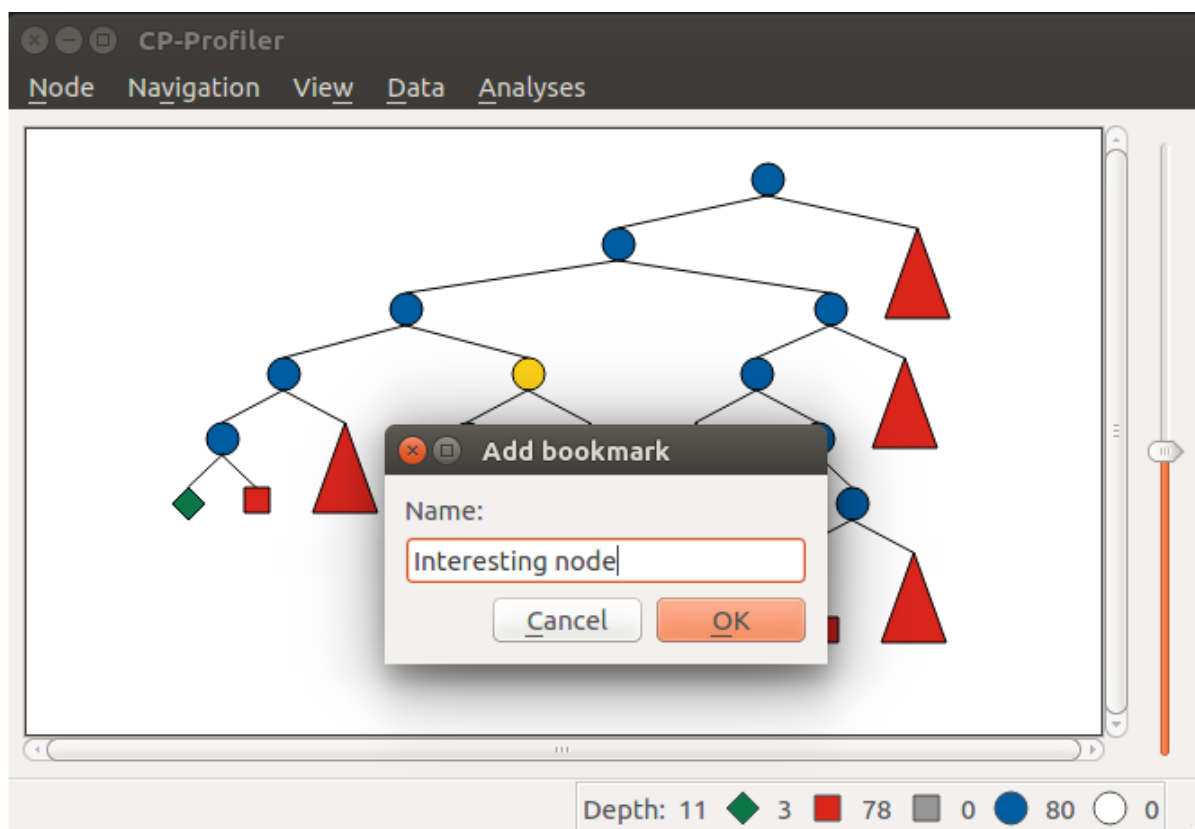 CP-Profiler
Node Navigation View Data Analyses
Add bookmark
Name:
Interesting node
Cancel OK
Depth: 11 3 78 0 80 0